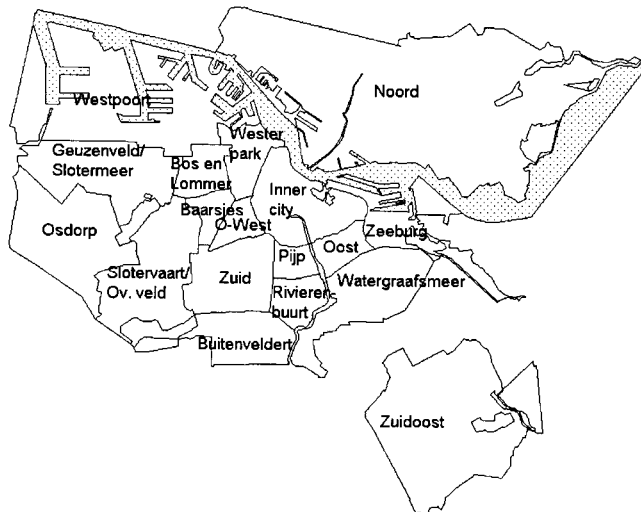 Noord
Westpoort
Wester
park
Geuzenveld/
Slotermeer
Bos en
Lommer
Inner
city
Baarsjes
O-West
Osdorp
Zeeburg
Oost
Pijp
Slotervaart/
Ov. veld
Zuid
Watergraafsmeer
Rivieren-
buurt
Buitenveldert
Zuidoost